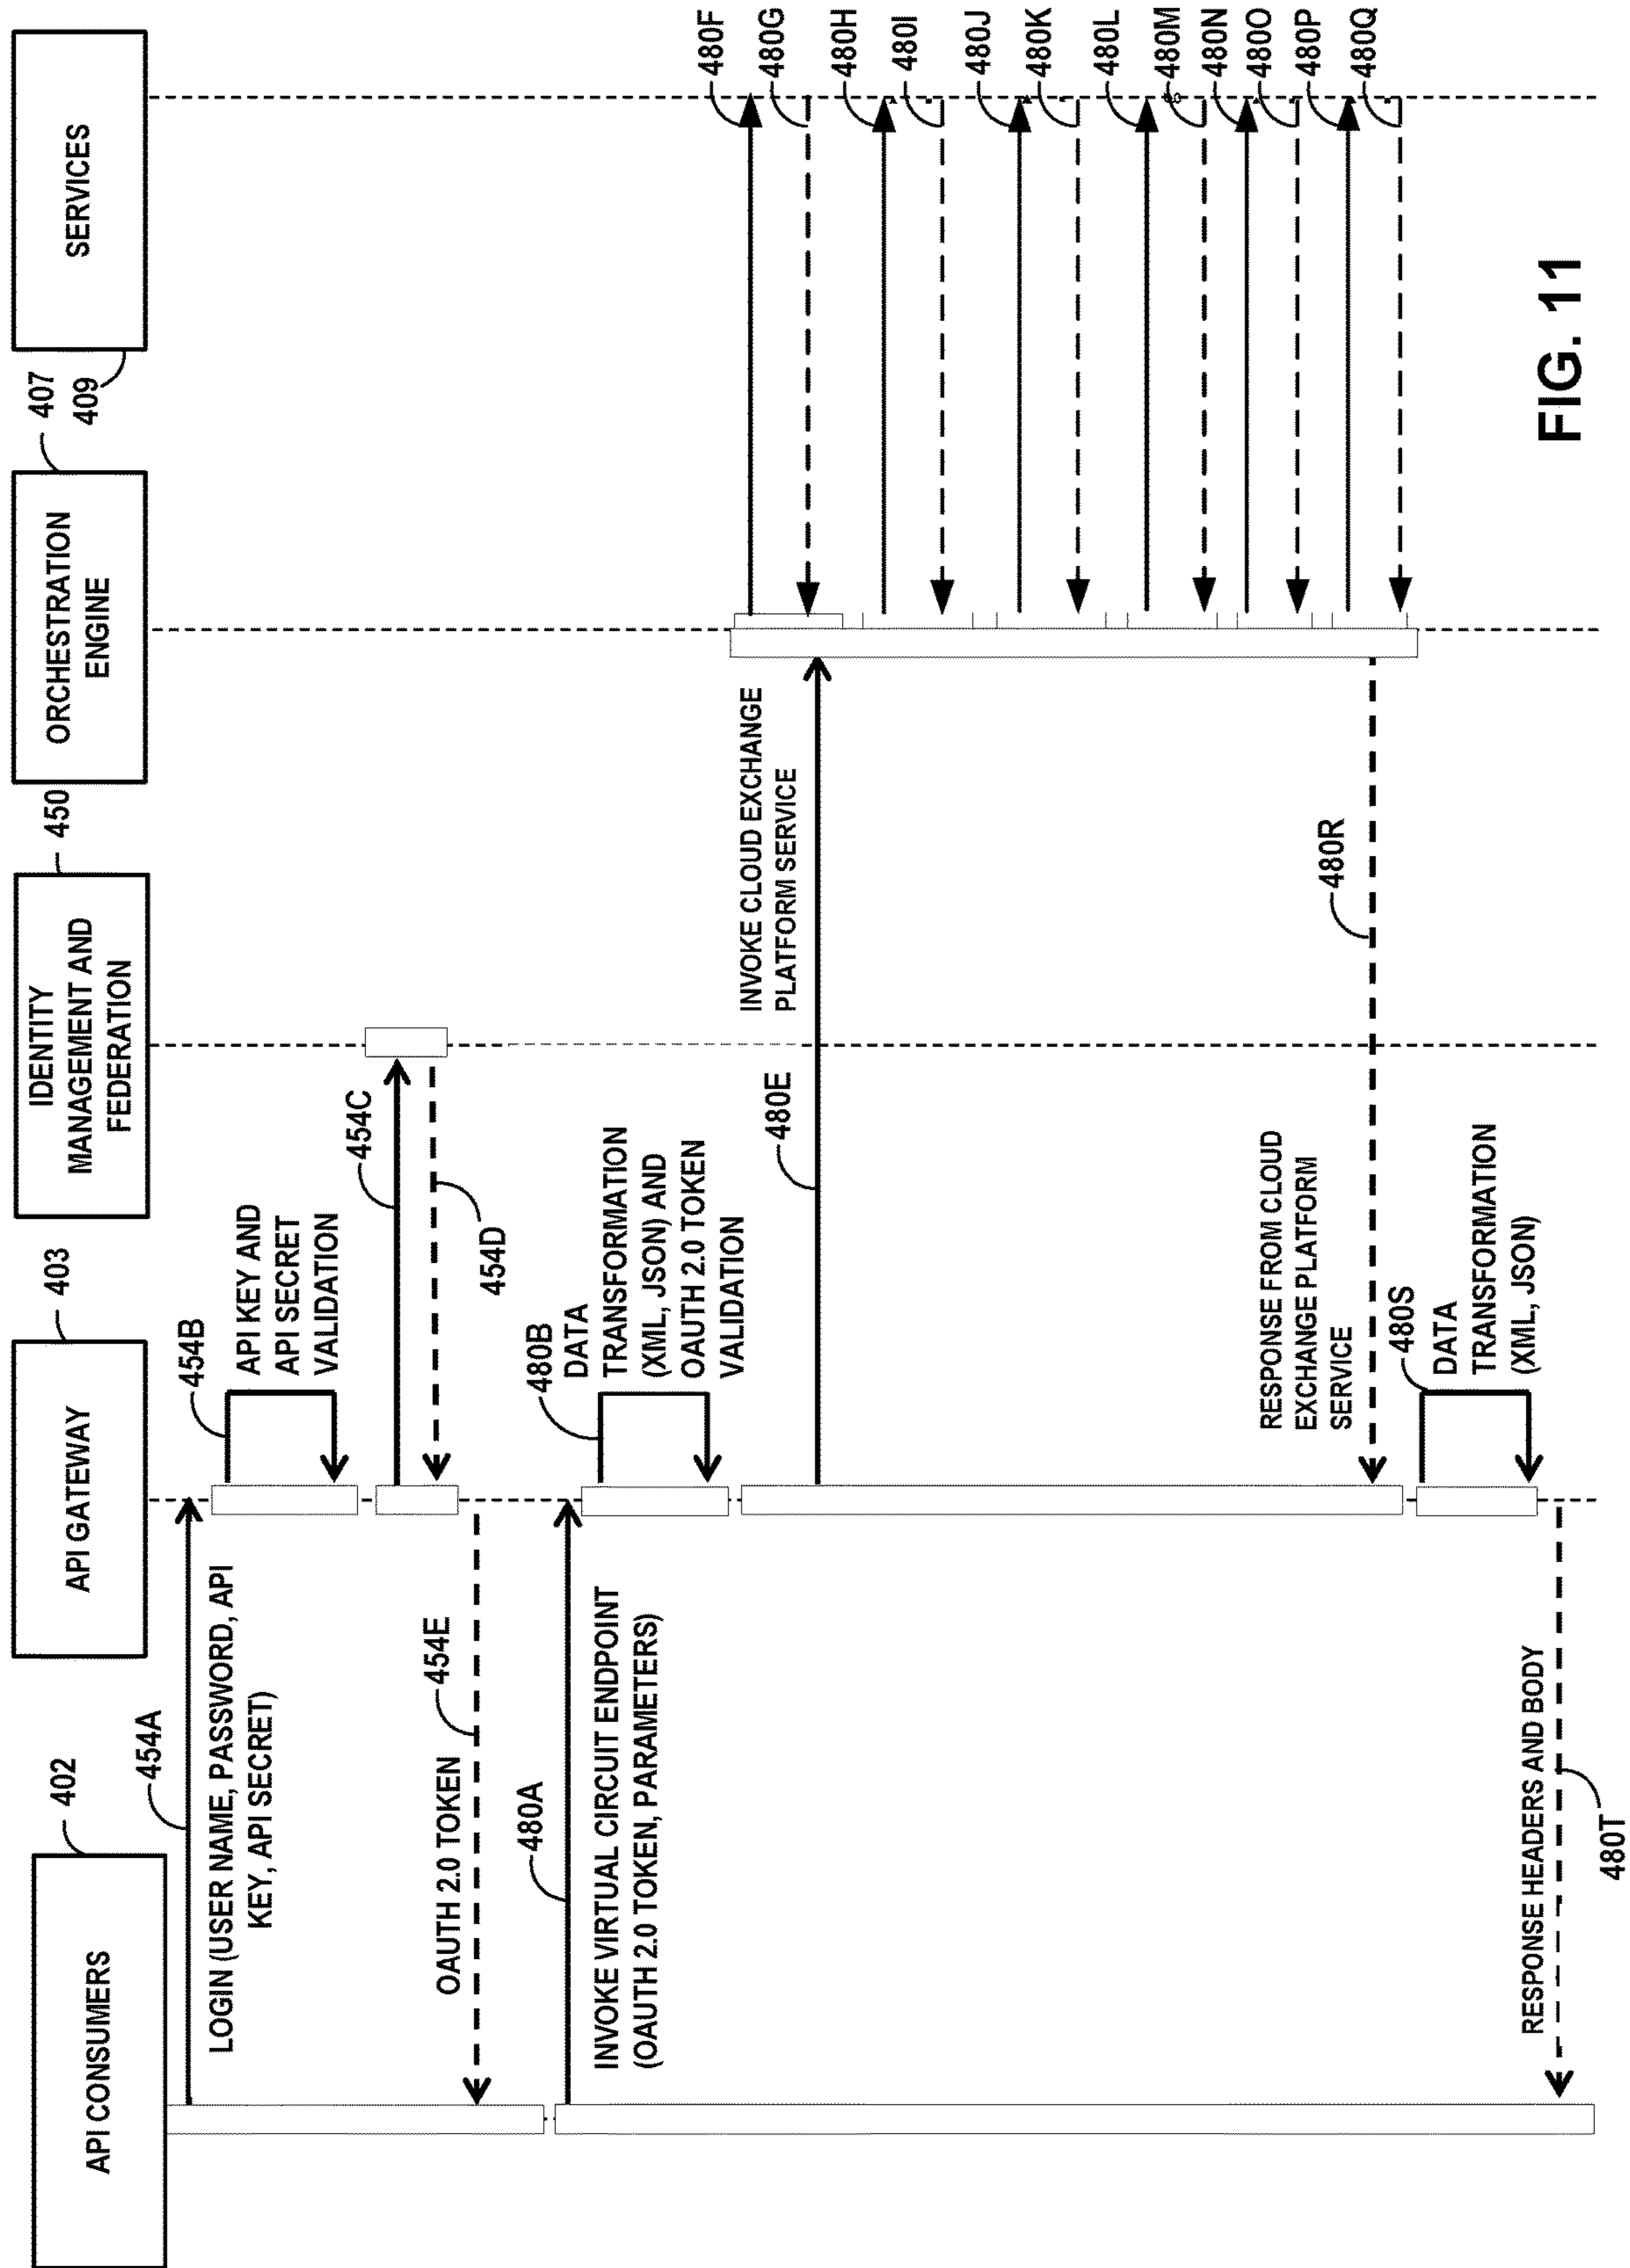 API CONSUMERS
402
API GATEWAY
403
IDENTITY
MANAGEMENT AND
FEDERATION
450
ORCHESTRATION
ENGINE
407
SERVICES
409
454A
LOGIN (USER NAME, PASSWORD, API
KEY, API SECRET)
454B
API KEY AND
API SECRET
VALIDATION
454C
454D
454E
OAUTH 2.0 TOKEN
480A
INVOKE VIRTUAL CIRCUIT ENDPOINT
(OAUTH 2.0 TOKEN, PARAMETERS)
480B
DATA
TRANSFORMATION
(XML, JSON) AND
OAUTH 2.0 TOKEN
VALIDATION
480E
INVOKE CLOUD EXCHANGE
PLATFORM SERVICE
480F
480G
480H
480I
480J
480K
480L
480M
480N
480O
480P
480Q
480R
RESPONSE FROM CLOUD
EXCHANGE PLATFORM
SERVICE
480S
DATA
TRANSFORMATION
(XML, JSON)
RESPONSE HEADERS AND BODY
480T
FIG. 11